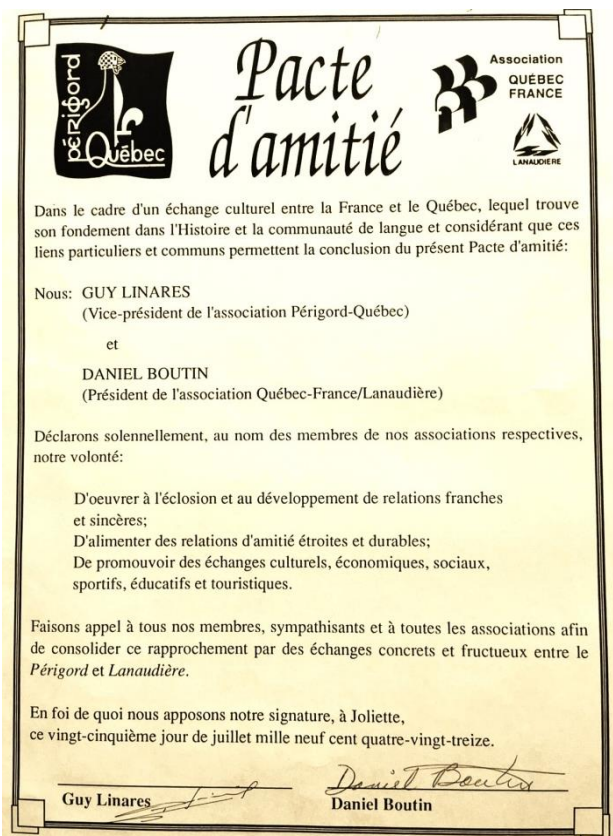 périgord
Québec
Pacte
d'amitié
Association
QUÉBEC
FRANCE
LANAUDIÈRE
Dans le cadre d'un échange culturel entre la France et le Québec, lequel trouve
son fondement dans l'Histoire et la communauté de langue et considérant que ces
liens particuliers et communs permettent la conclusion du présent Pacte d'amitié:
Nous: GUY LINARES
(Vice-président de l'association Périgord-Québec)
et
DANIEL BOUTIN
(Président de l'association Québec-France/Lanaudière)
Déclarons solennellement, au nom des membres de nos associations respectives,
notre volonté:
D'oeuvrer à l'éclosion et au développement de relations franches
et sincères;
D'alimenter des relations d'amitié étroites et durables;
De promouvoir des échanges culturels, économiques, sociaux,
sportifs, éducatifs et touristiques.
Faisons appel à tous nos membres, sympathisants et à toutes les associations afin
de consolider ce rapprochement par des échanges concrets et fructueux entre le
Périgord et Lanaudière.
En foi de quoi nous apposons notre signature, à Joliette,
ce vingt-cinquième jour de juillet mille neuf cent quatre-vingt-treize.
Daniel Boutin
Guy Linares
Daniel Boutin